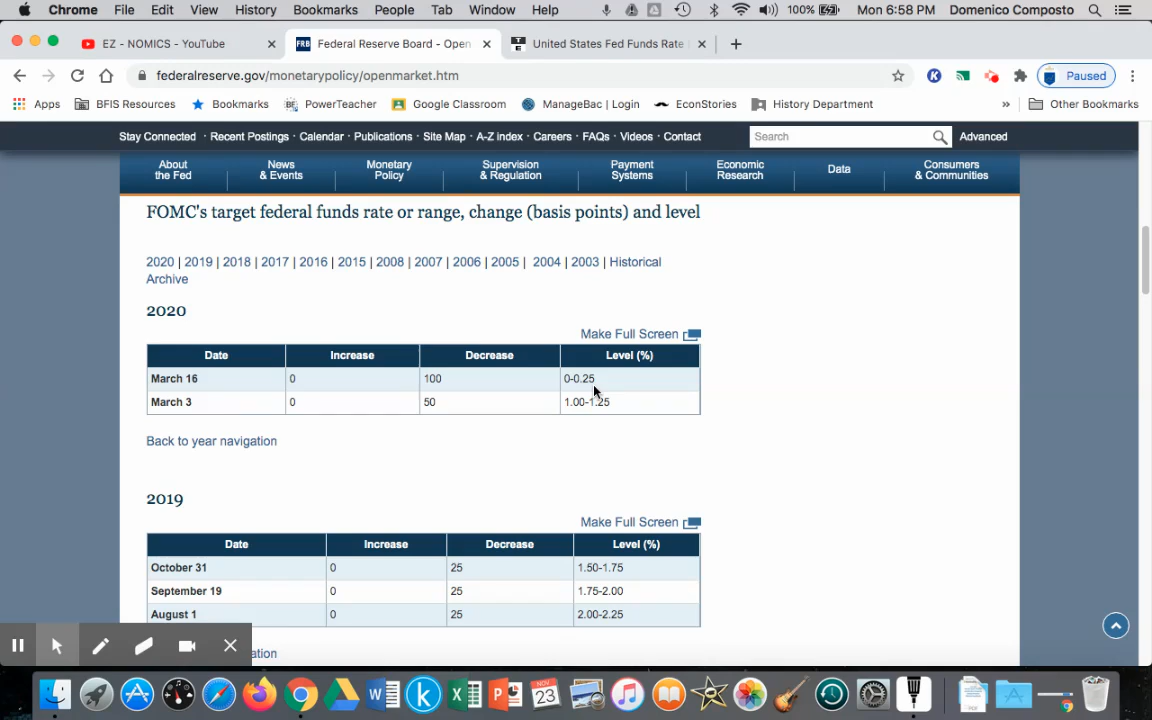 Chrome File Edit View History Bookmarks People Tab Window Help 100% Mon 6:58 PM Domenico Composto
EZ - NOMICS - YouTube Federal Reserve Board - Open United States Fed Funds Rate
federalreserve.gov/monetarypolicy/openmarket.htm Paused
Apps BFIS Resources Bookmarks PowerTeacher Google Classroom ManageBac | Login EconStories History Department » Other Bookmarks
Stay Connected Recent Postings Calendar Publications Site Map A-Z index Careers FAQs Videos Contact Search Advanced
About the Fed
News & Events
Monetary Policy
Supervision & Regulation
Payment Systems
Economic Research
Data
Consumers & Communities
FOMC's target federal funds rate or range, change (basis points) and level
2020 | 2019 | 2018 | 2017 | 2016 | 2015 | 2008 | 2007 | 2006 | 2005 | 2004 | 2003 | Historical
Archive
2020
Make Full Screen
Date Increase Decrease Level (%)
March 16 0 100 0-0.25
March 3 0 50 1.00-1.25
Back to year navigation
2019
Make Full Screen
Date Increase Decrease Level (%)
October 31 0 25 1.50-1.75
September 19 0 25 1.75-2.00
August 1 0 25 2.00-2.25
NOV
23